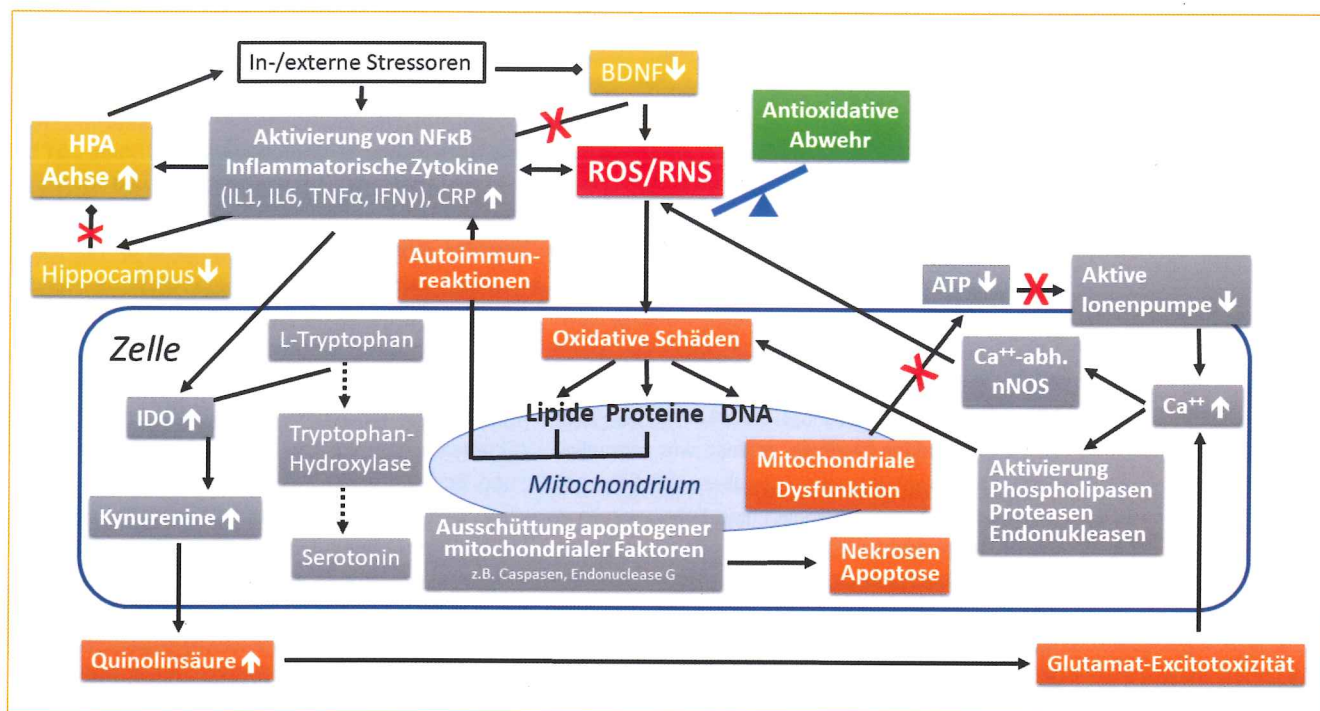 In-/externe Stressoren
BDNF
Antioxidative
Abwehr
HPA
Achse
Aktivierung von NFκB
Inflammatorische Zytokine
(IL1, IL6, TNFα, IFNγ), CRP
ROS/RNS
Hippocampus
Autoimmun-
reaktionen
ATP
Aktive
Ionenpumpe
Zelle
L-Tryptophan
Oxidative Schäden
Ca⁺⁺-abh.
nNOS
Ca⁺⁺
IDO
Lipide Proteine DNA
Tryptophan-
Hydroxylase
Mitochondriale
Dysfunktion
Mitochondrium
Aktivierung
Phospholipasen
Proteasen
Endonukleasen
Kynurenine
Serotonin
Ausschüttung apoptogener
mitochondrialer Faktoren
z.B. Caspasen, Endonuclease G
Nekrosen
Apoptose
Quinolinsäure
Glutamat-Excitotoxizität